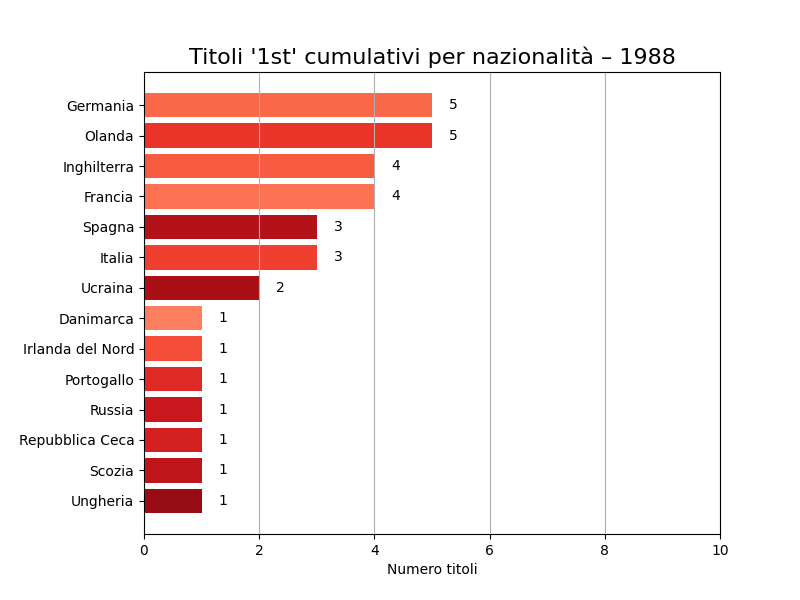 Titoli '1st' cumulativi per nazionalità – 1988
Germania 5
Olanda 5
Inghilterra 4
Francia 4
Spagna 3
Italia 3
Ucraina 2
Danimarca 1
Irlanda del Nord 1
Portogallo 1
Russia 1
Repubblica Ceca 1
Scozia 1
Ungheria 1
0 2 4 6 8 10
Numero titoli